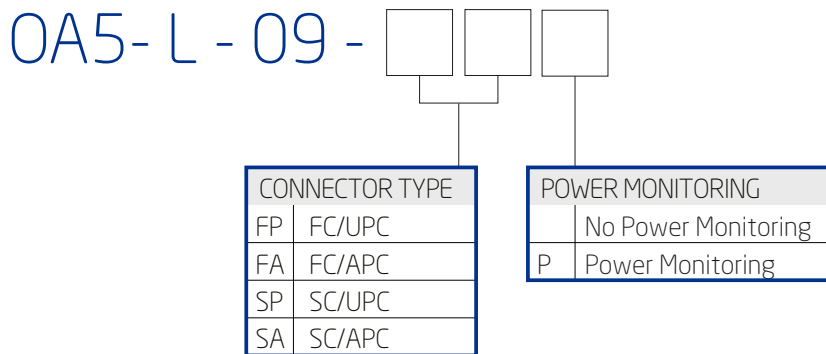 OA5- L - 09 -
CONNECTOR TYPE
FP FC/UPC
FA FC/APC
SP SC/UPC
SA SC/APC
POWER MONITORING
No Power Monitoring
P Power Monitoring